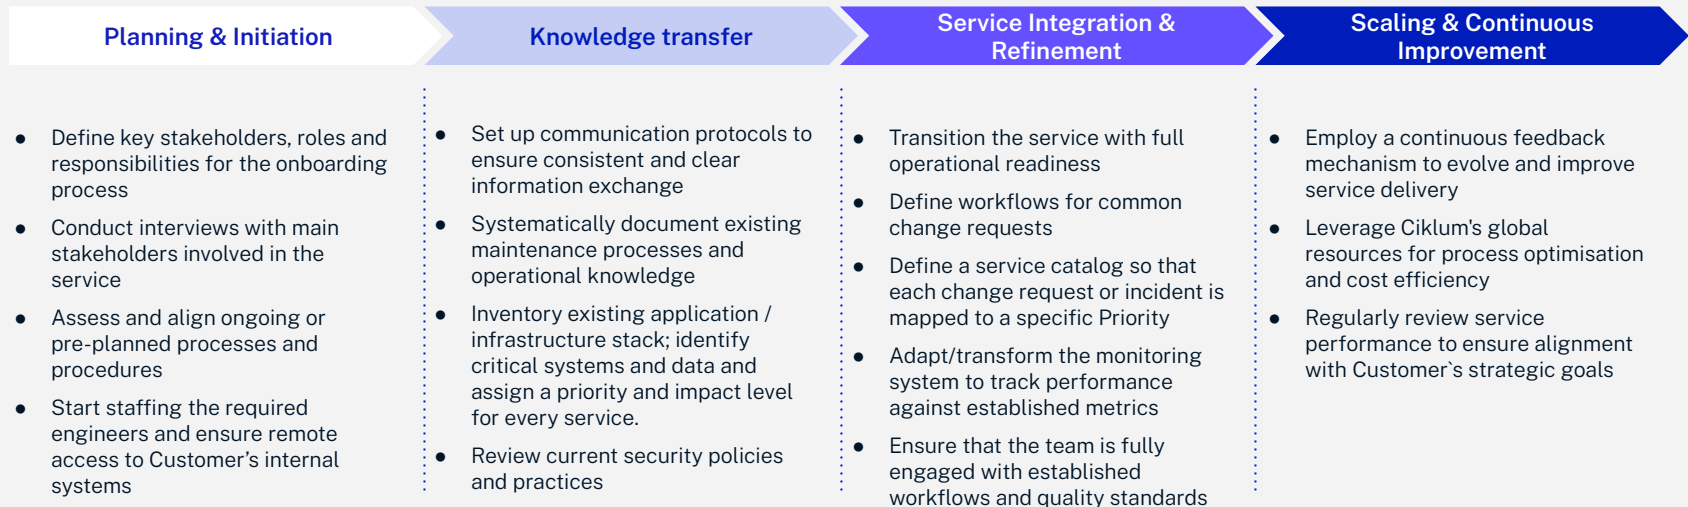 Planning & Initiation
Knowledge transfer
Service Integration &
Refinement
Scaling & Continuous
Improvement
● Define key stakeholders, roles and
responsibilities for the onboarding
process
● Conduct interviews with main
stakeholders involved in the
service
● Assess and align ongoing or
pre-planned processes and
procedures
● Start staffing the required
engineers and ensure remote
access to Customer’s internal
systems
● Set up communication protocols to
ensure consistent and clear
information exchange
● Systematically document existing
maintenance processes and
operational knowledge
● Inventory existing application /
infrastructure stack; identify
critical systems and data and
assign a priority and impact level
for every service.
● Review current security policies
and practices
● Transition the service with full
operational readiness
● Define workflows for common
change requests
● Define a service catalog so that
each change request or incident is
mapped to a specific Priority
● Adapt/transform the monitoring
system to track performance
against established metrics
● Ensure that the team is fully
engaged with established
workflows and quality standards
● Employ a continuous feedback
mechanism to evolve and improve
service delivery
● Leverage Ciklum's global
resources for process optimisation
and cost efficiency
● Regularly review service
performance to ensure alignment
with Customer`s strategic goals